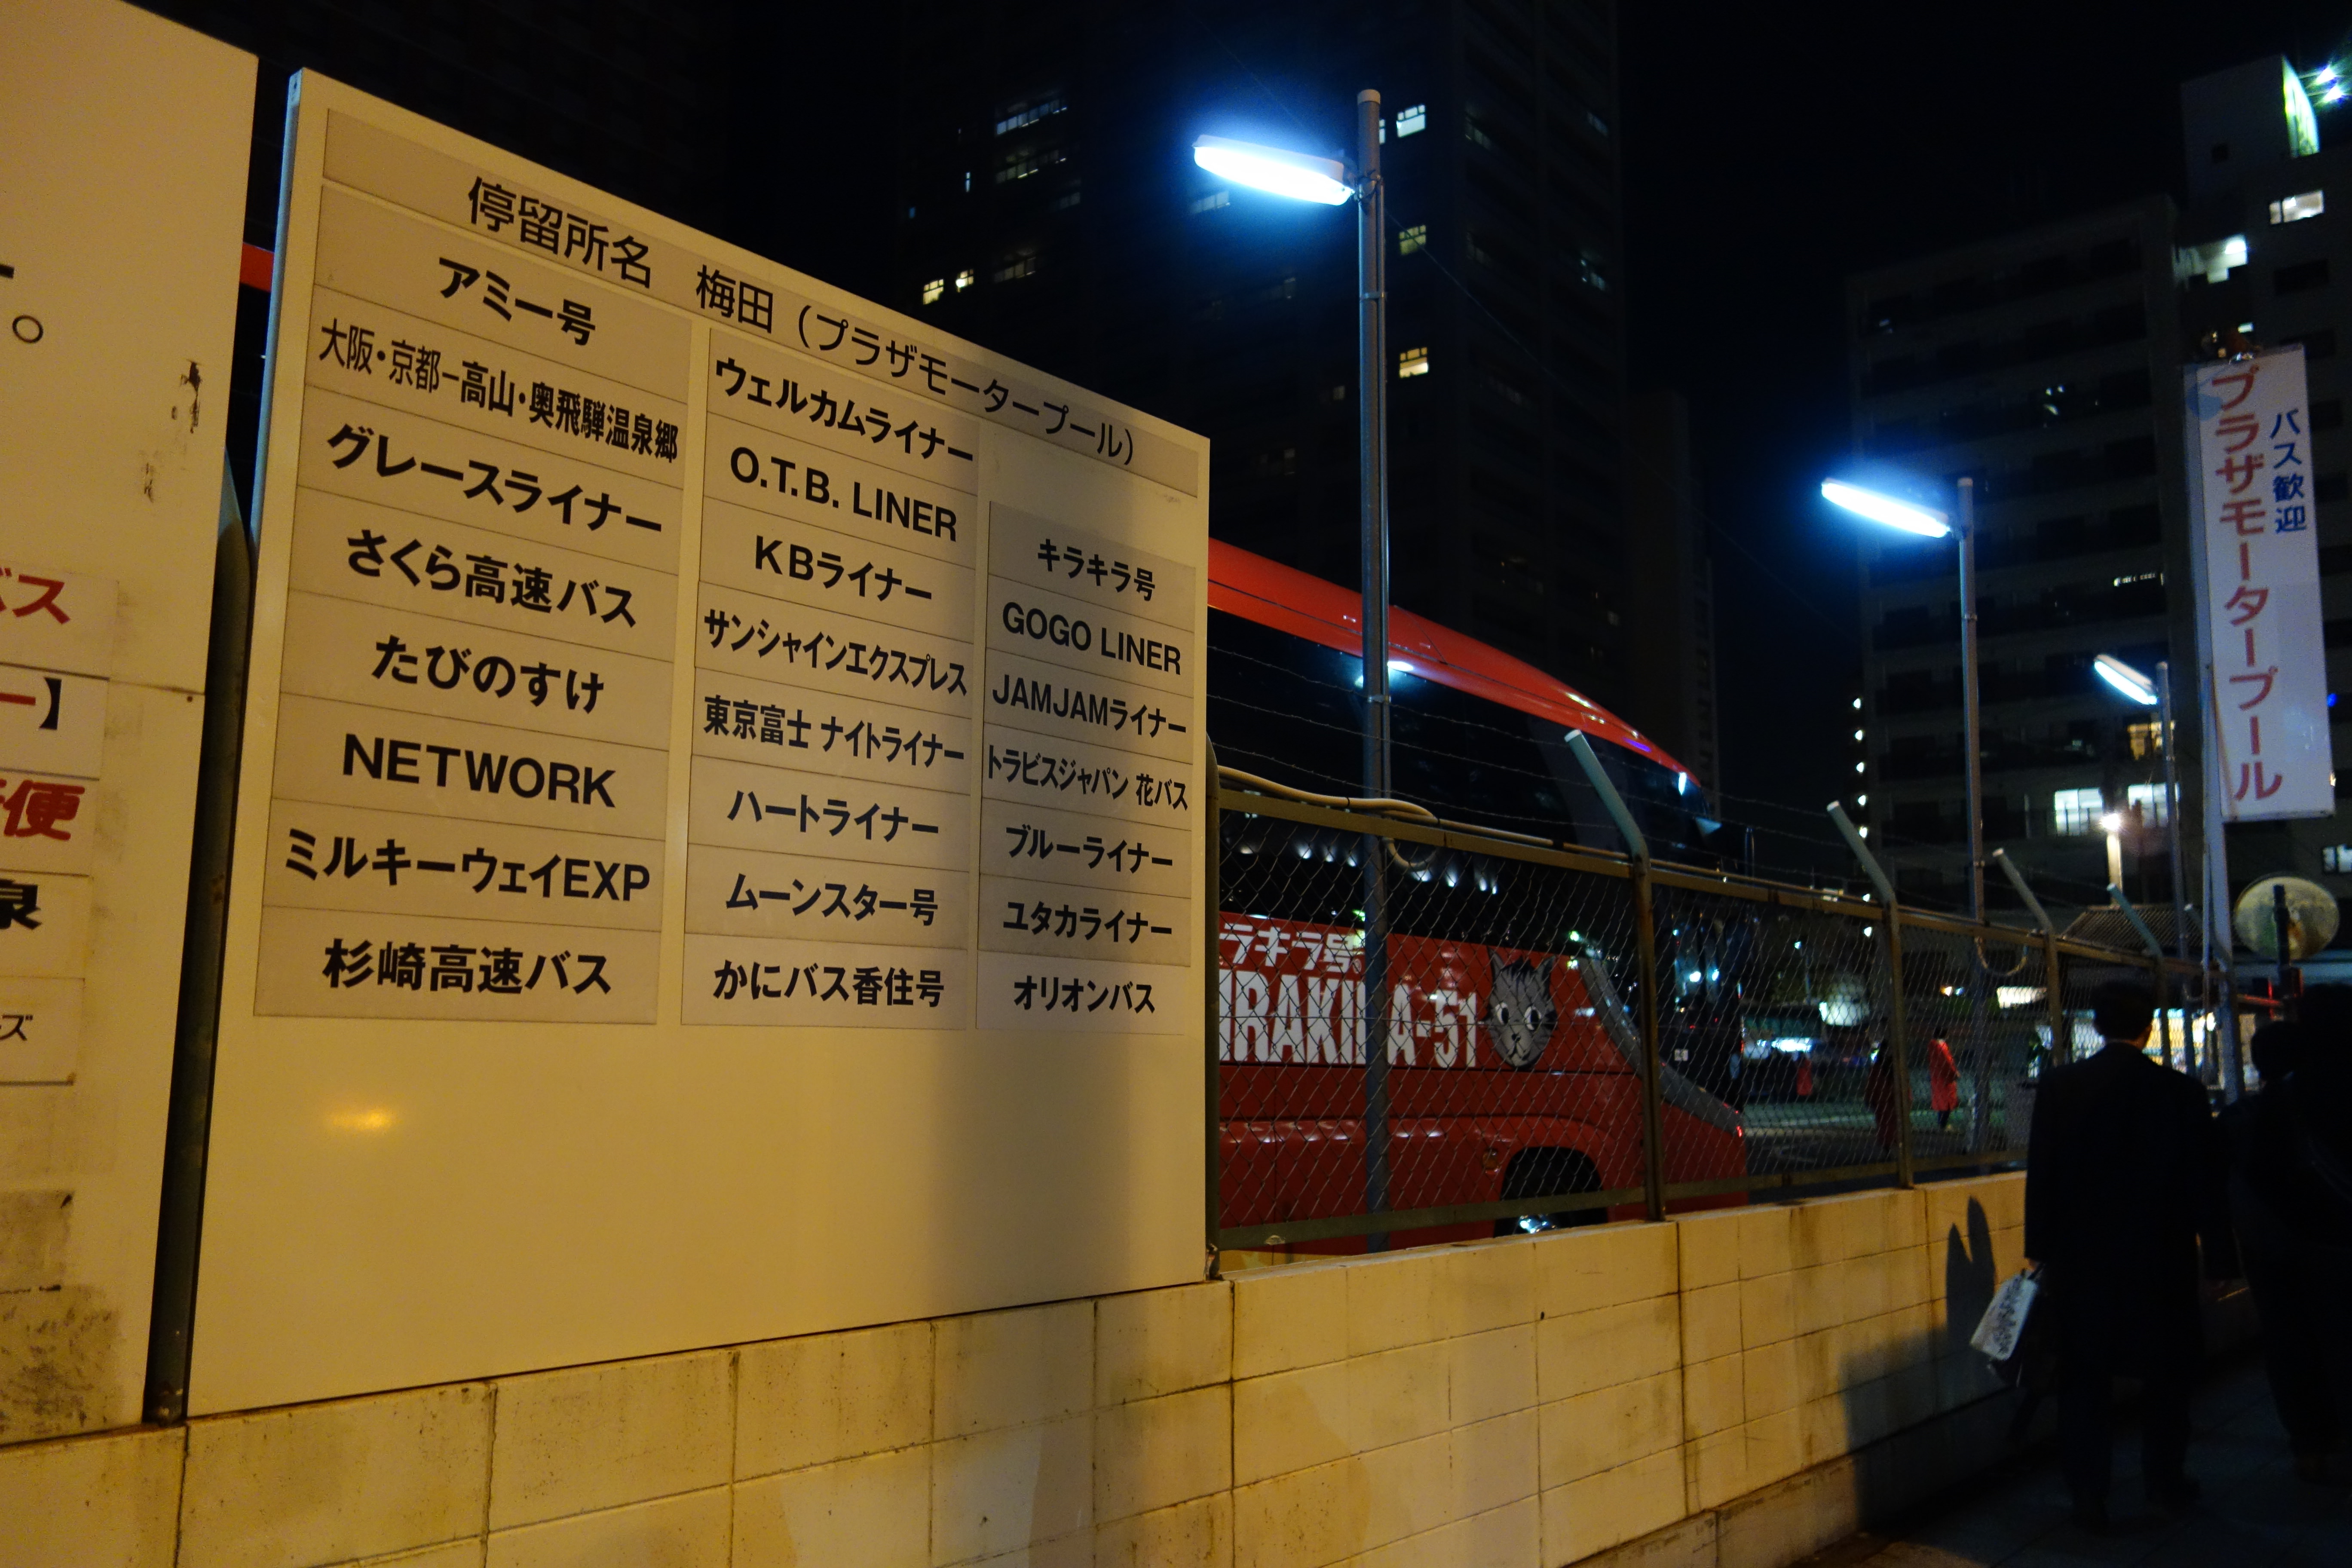 バス
ー】
便
泉
ズ
停留所名 梅田（プラザモータープール）
アミー号
大阪・京都ー高山・奥飛騨温泉郷
グレースライナー
さくら高速バス
たびのすけ
NETWORK
ミルキーウェイEXP
杉崎高速バス
ウェルカムライナー
O.T.B. LINER
KBライナー
サンシャインエクスプレス
東京富士 ナイトライナー
ハートライナー
ムーンスター号
かにバス香住号
キラキラ号
GOGO LINER
JAMJAMライナー
トラビスジャパン 花バス
ブルーライナー
ユタカライナー
オリオンバス
ラキラ号
IRAKIRA-51
バス歓迎
プラザモータープール